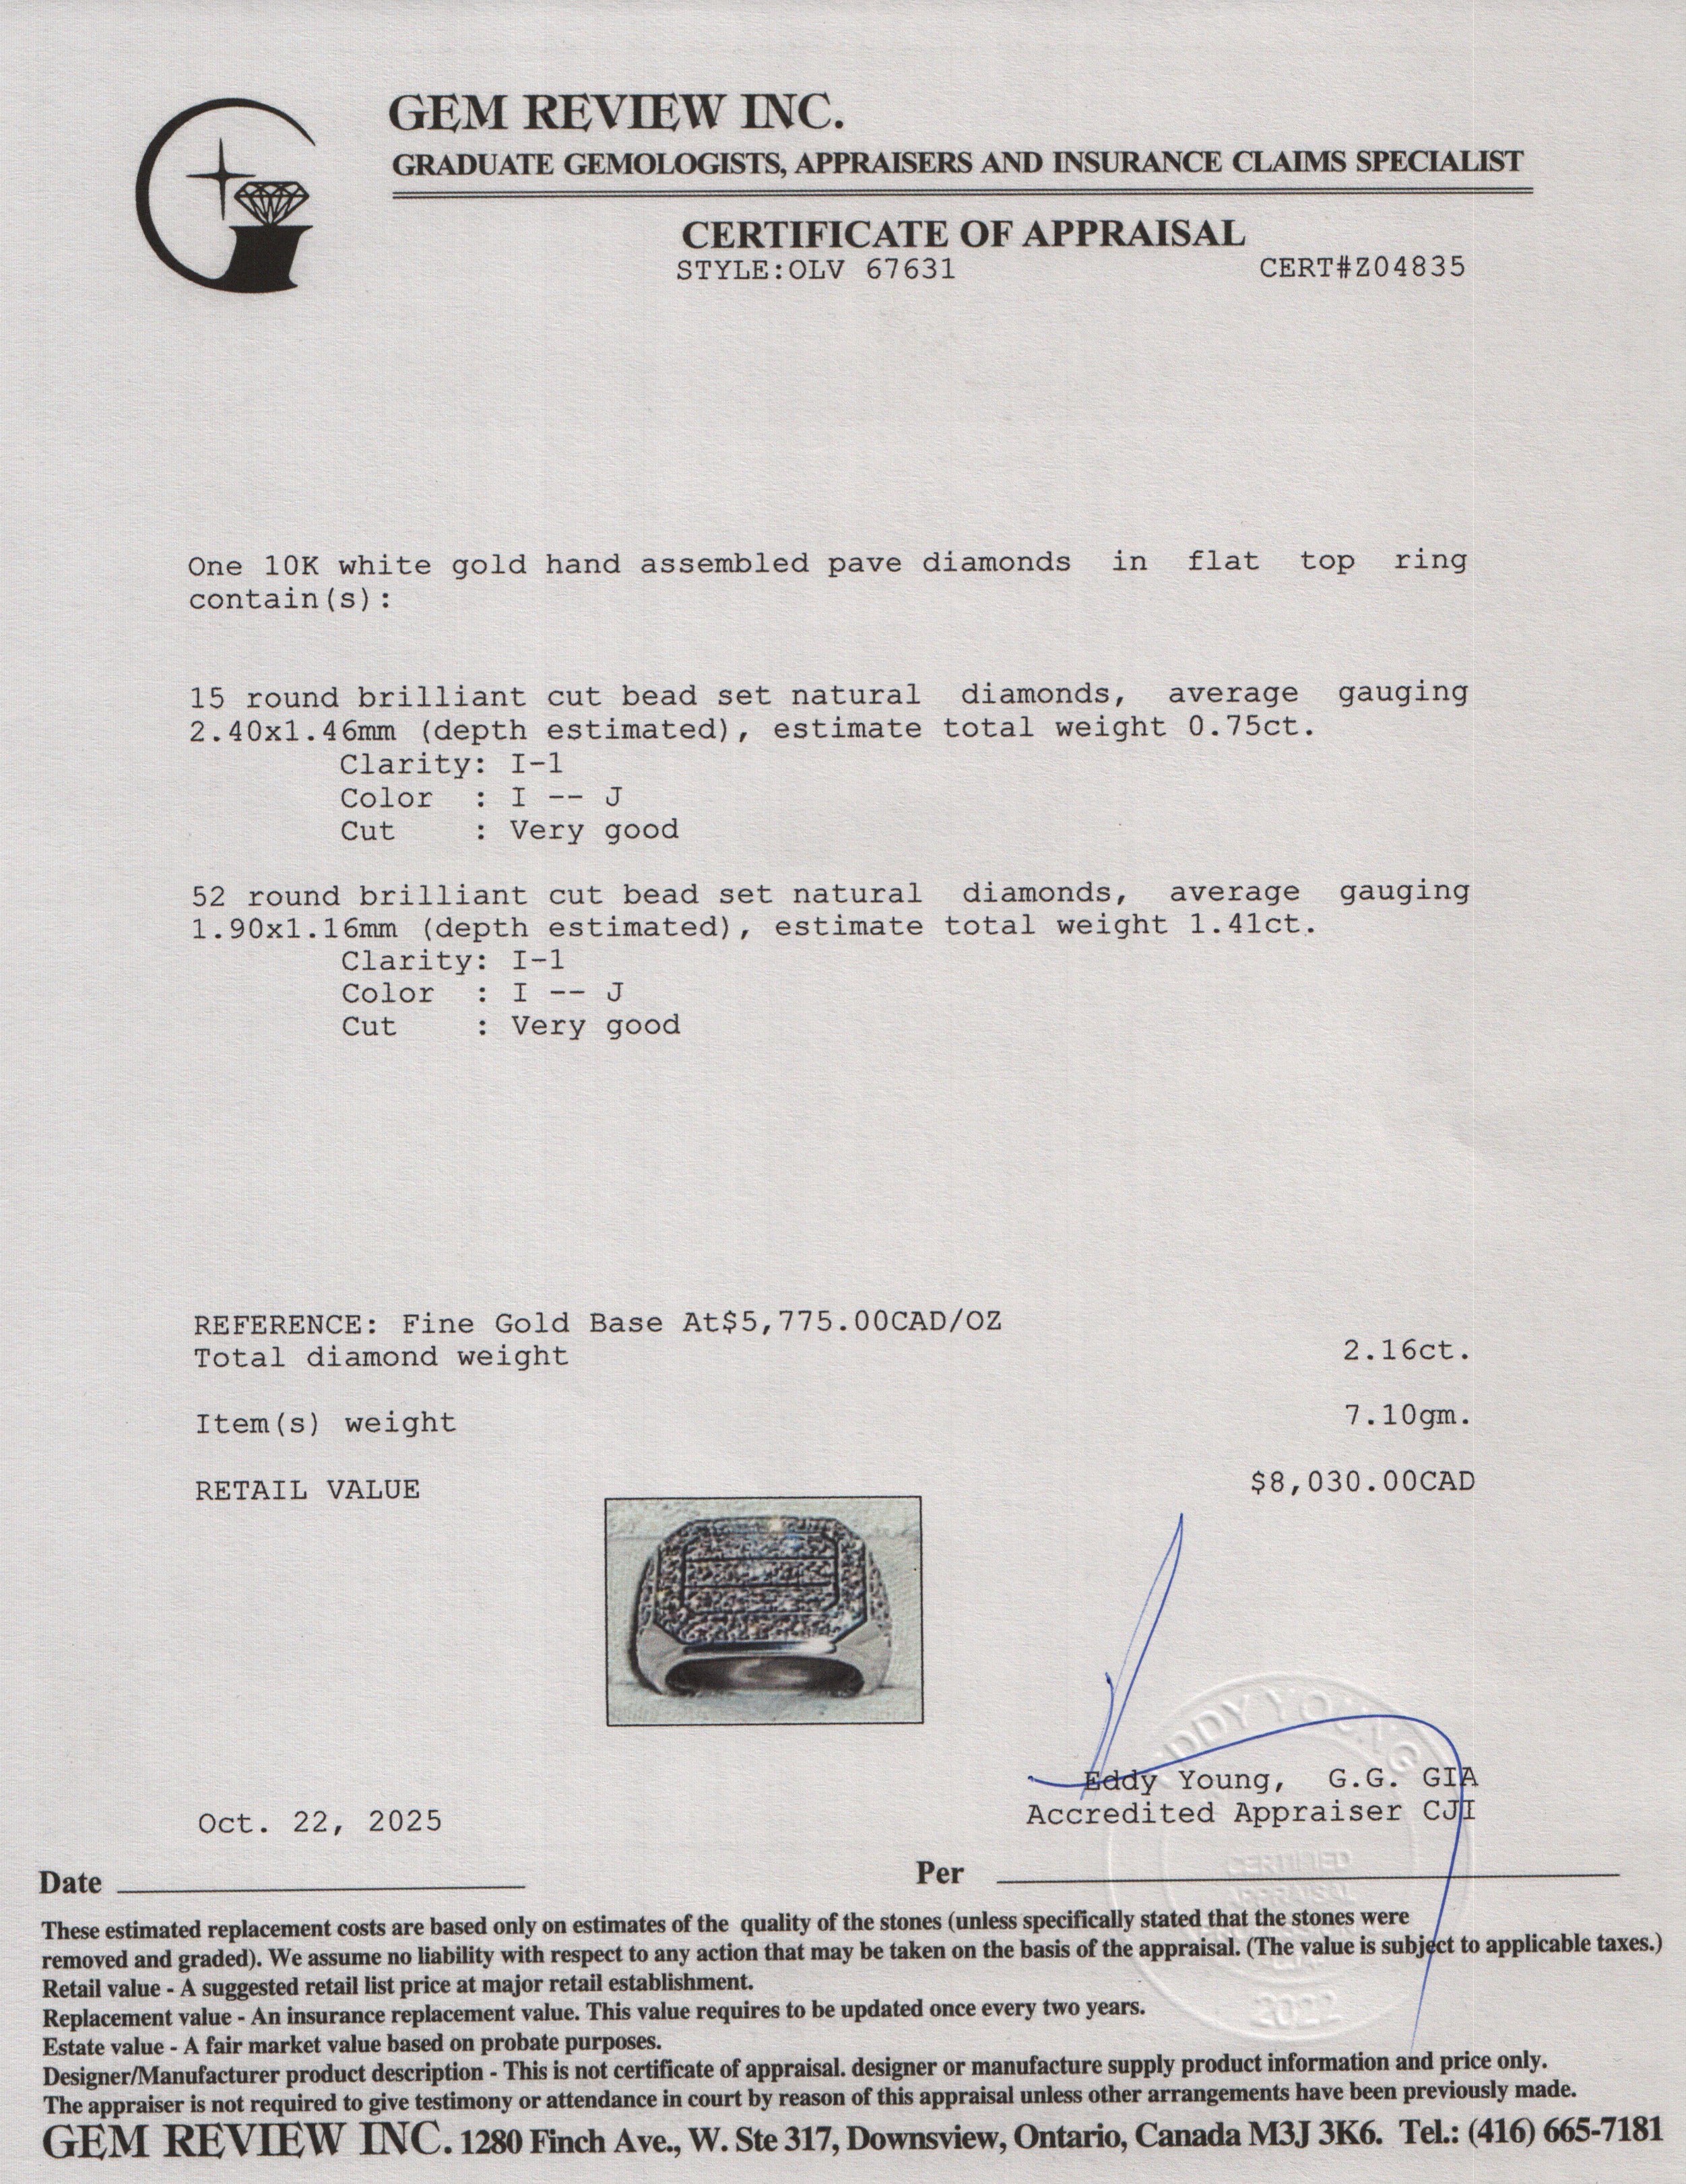 GEM REVIEW INC.
GRADUATE GEMOLOGISTS, APPRAISERS AND INSURANCE CLAIMS SPECIALIST
CERTIFICATE OF APPRAISAL
STYLE:OLV 67631 CERT#Z04835
One 10K white gold hand assembled pave diamonds in flat top ring
contain(s):
15 round brilliant cut bead set natural diamonds, average gauging
2.40x1.46mm (depth estimated), estimate total weight 0.75ct.
Clarity: I-1
Color : I -- J
Cut : Very good
52 round brilliant cut bead set natural diamonds, average gauging
1.90x1.16mm (depth estimated), estimate total weight 1.41ct.
Clarity: I-1
Color : I -- J
Cut : Very good
REFERENCE: Fine Gold Base At$5,775.00CAD/OZ
Total diamond weight 2.16ct.
Item(s) weight 7.10gm.
RETAIL VALUE $8,030.00CAD
EDDY YOUNG
Eddy Young, G.G. GIA
Oct. 22, 2025 Accredited Appraiser CJI
CERTIFIED
APPRAISAL
Date Per
2022
These estimated replacement costs are based only on estimates of the quality of the stones (unless specifically stated that the stones were
removed and graded). We assume no liability with respect to any action that may be taken on the basis of the appraisal. (The value is subject to applicable taxes.)
Retail value - A suggested retail list price at major retail establishment.
Replacement value - An insurance replacement value. This value requires to be updated once every two years.
Estate value - A fair market value based on probate purposes.
Designer/Manufacturer product description - This is not certificate of appraisal. designer or manufacture supply product information and price only.
The appraiser is not required to give testimony or attendance in court by reason of this appraisal unless other arrangements have been previously made.
GEM REVIEW INC. 1280 Finch Ave., W. Ste 317, Downsview, Ontario, Canada M3J 3K6. Tel.: (416) 665-7181